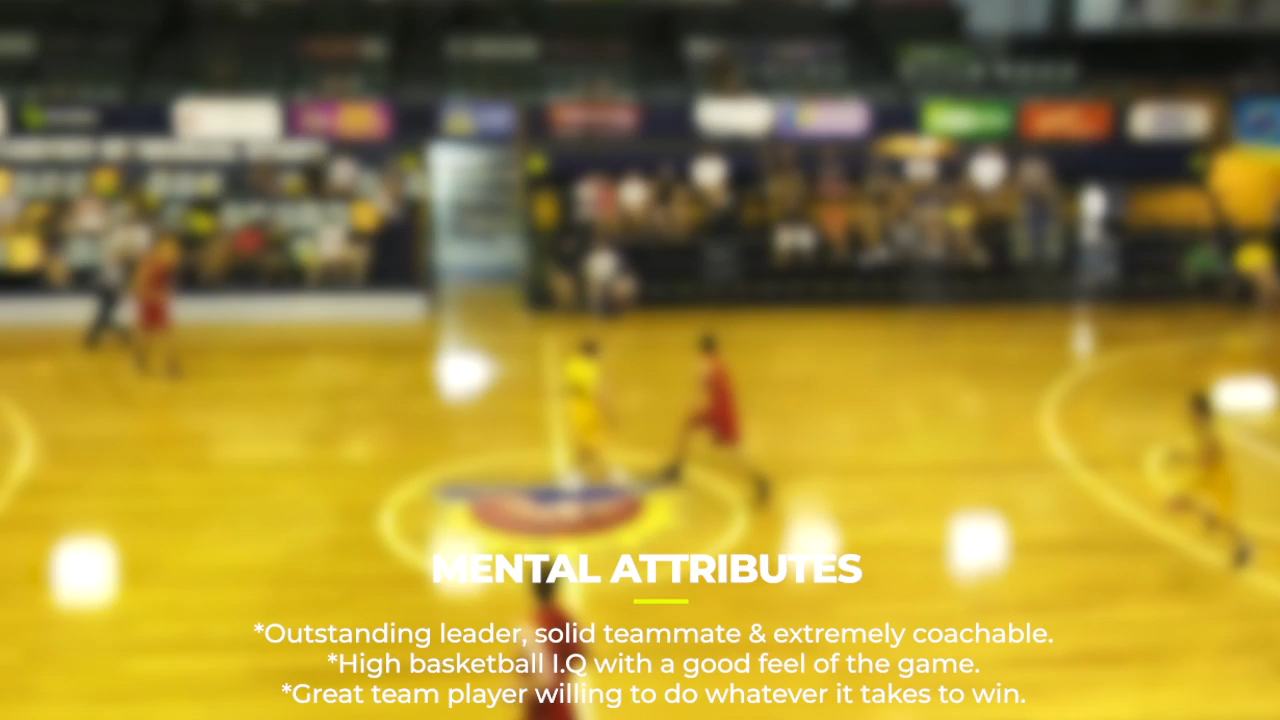 MENTAL ATTRIBUTES
*Outstanding leader, solid teammate & extremely coachable.
*High basketball I.Q with a good feel of the game.
*Great team player willing to do whatever it takes to win.